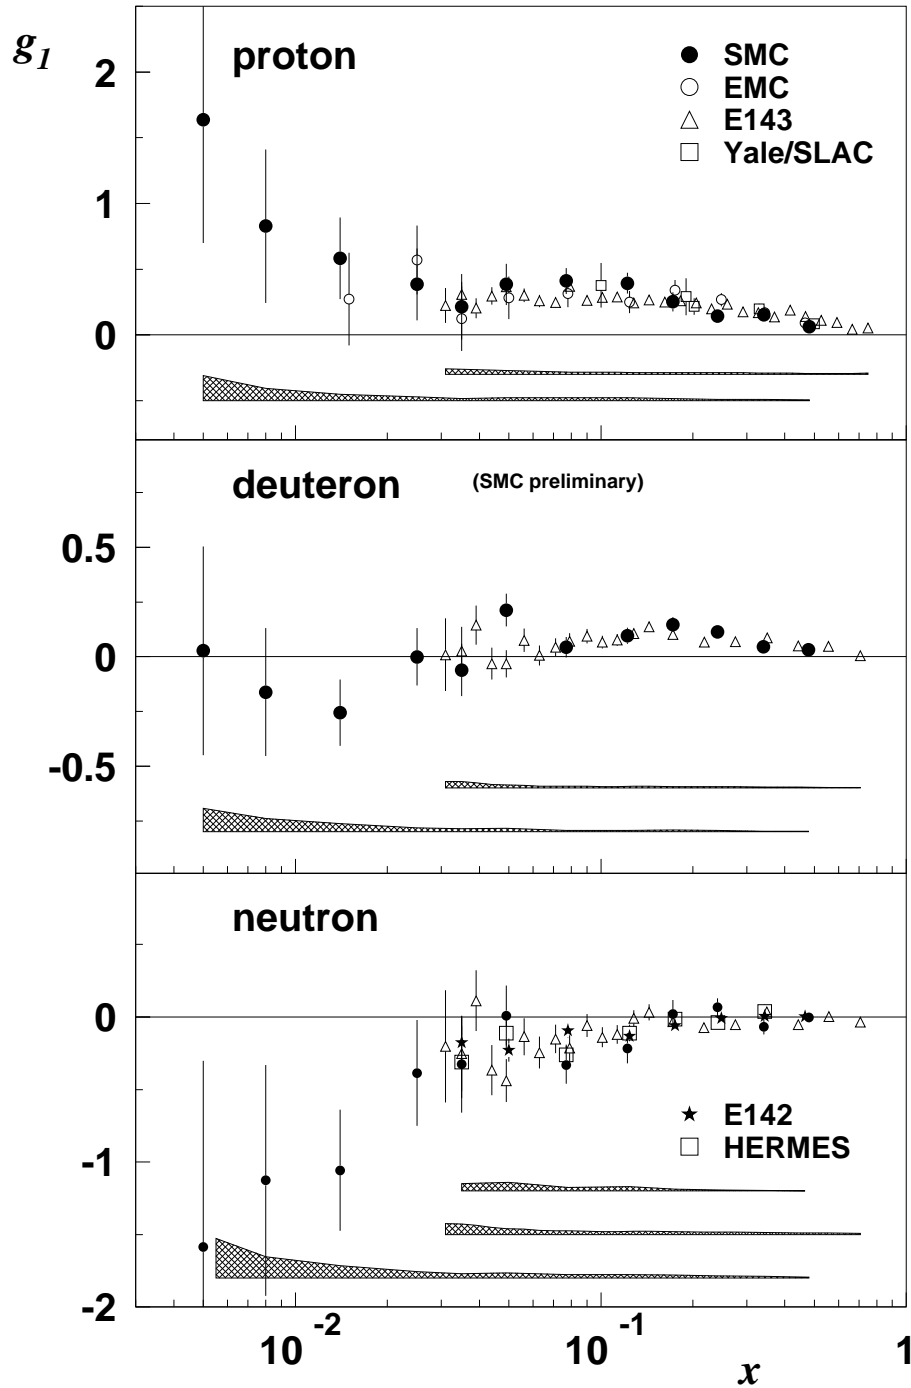 g1
proton
SMC
EMC
E143
Yale/SLAC
2
1
0
deuteron (SMC preliminary)
0.5
0
-0.5
neutron
0
E142
HERMES
-1
-2
10^-2 10^-1 1
x